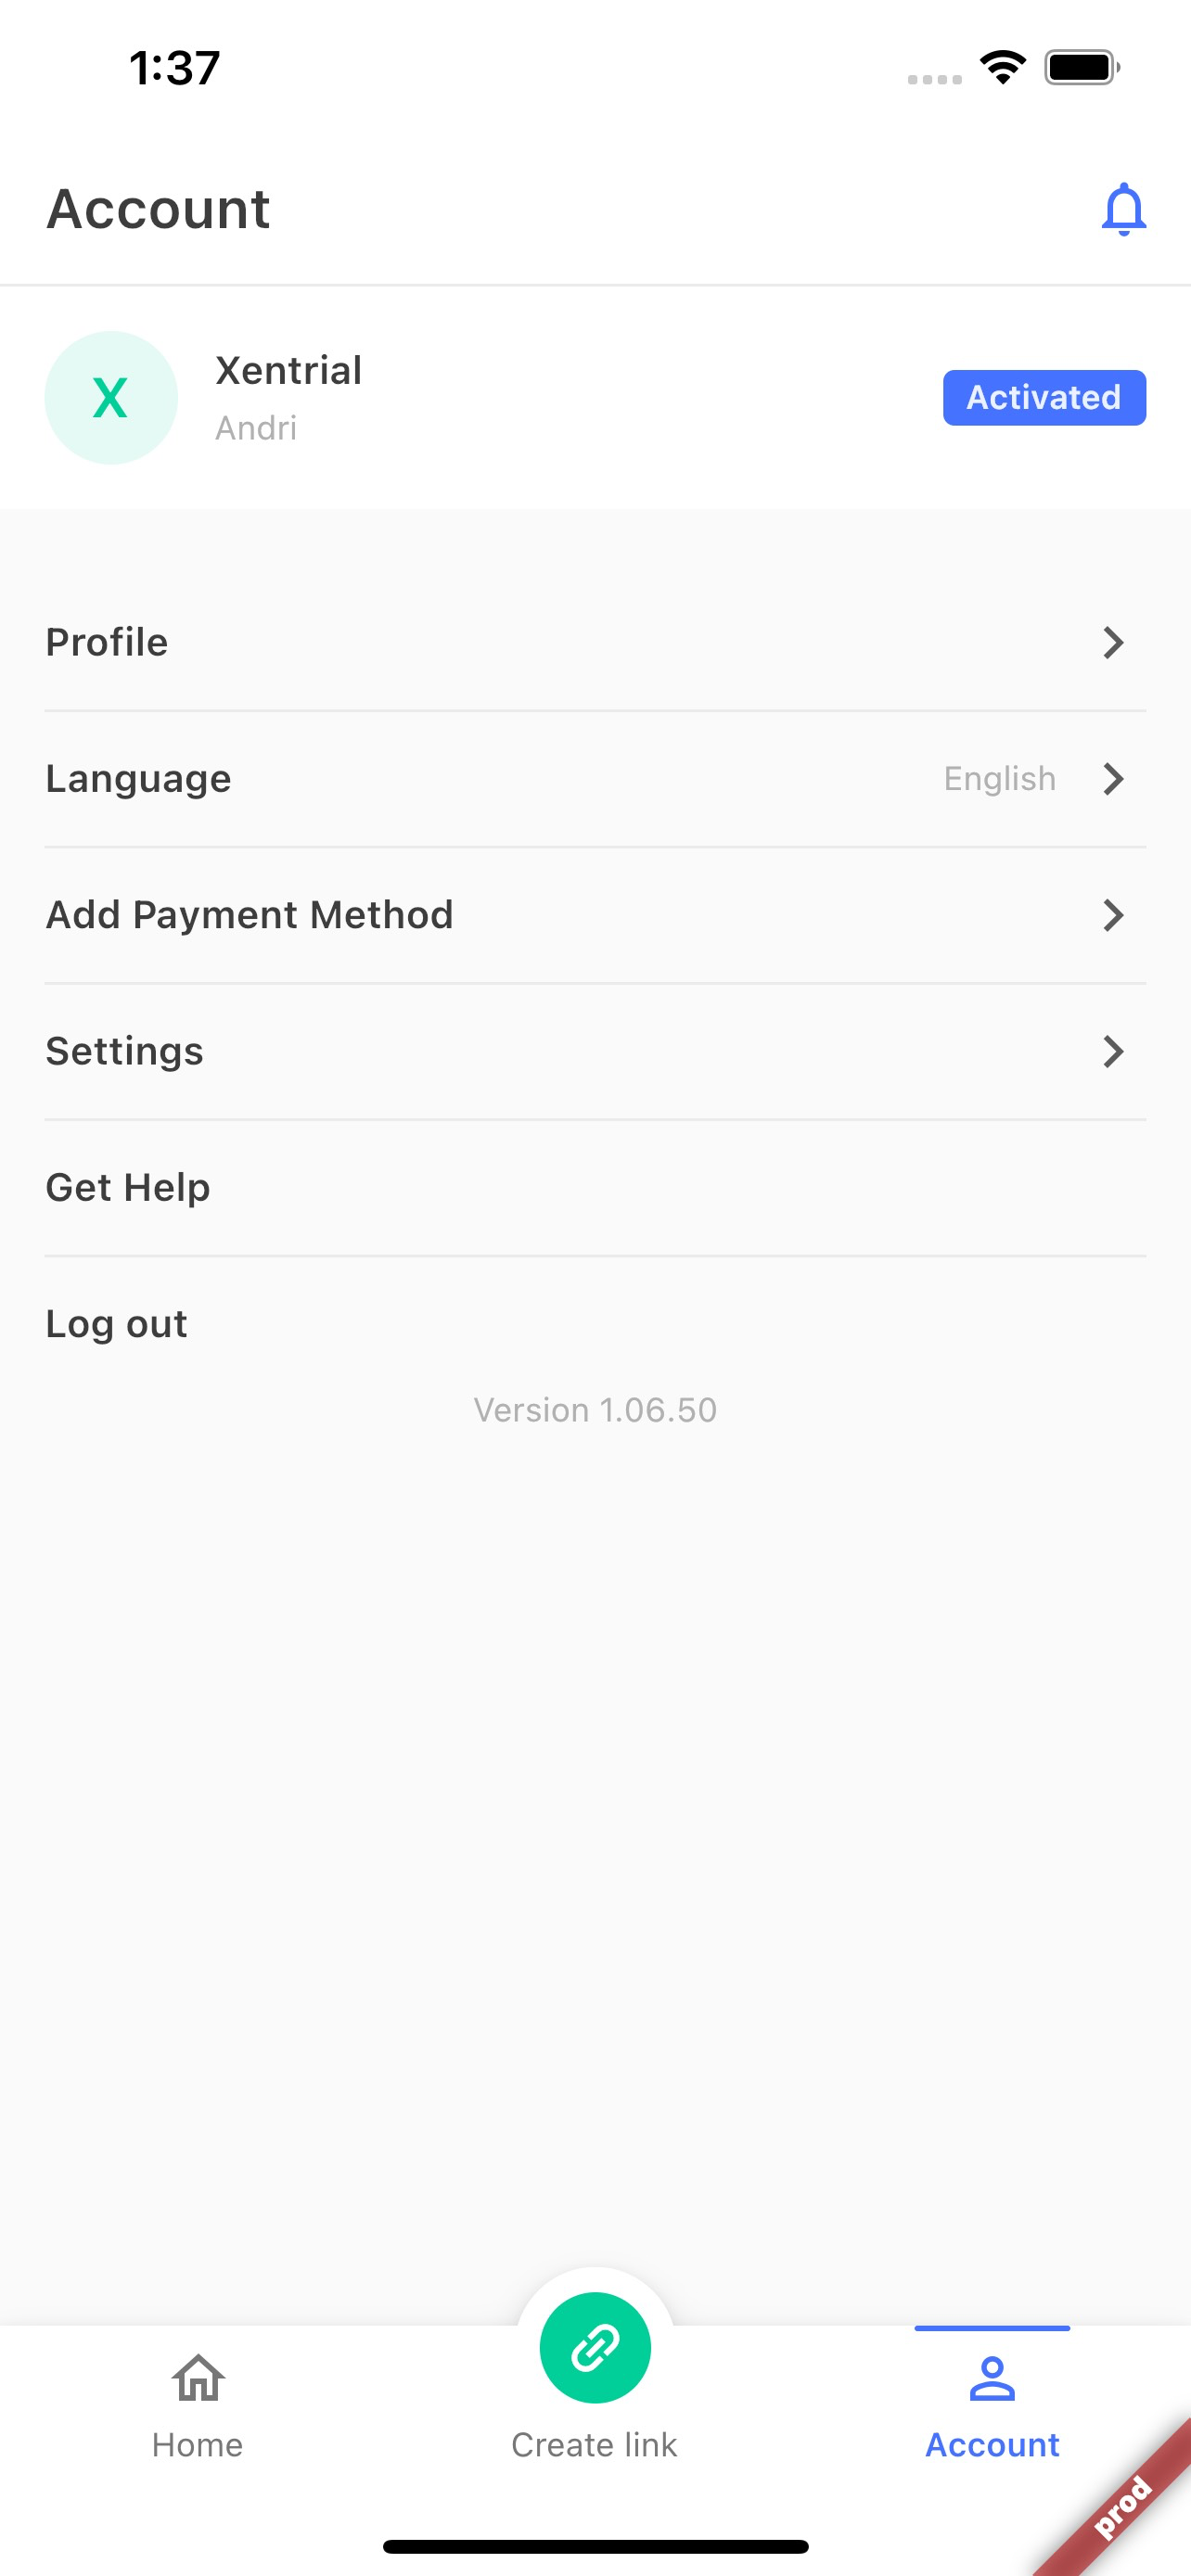 1:37
Account
X
Xentrial
Andri
Activated
Profile
Language
English
Add Payment Method
Settings
Get Help
Log out
Version 1.06.50
Home
Create link
Account
prod